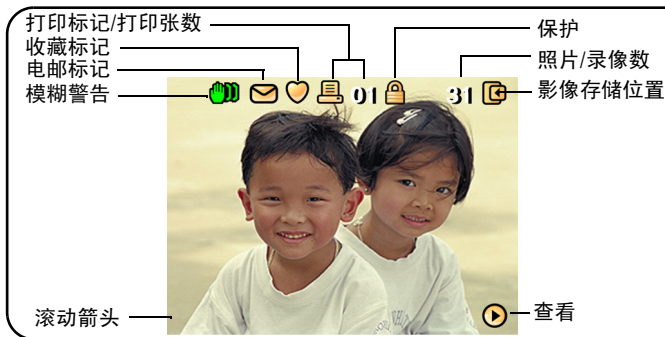 打印标记/打印张数
收藏标记
电邮标记
模糊警告
保护
照片/录像数
影像存储位置
01
31
滚动箭头
查看